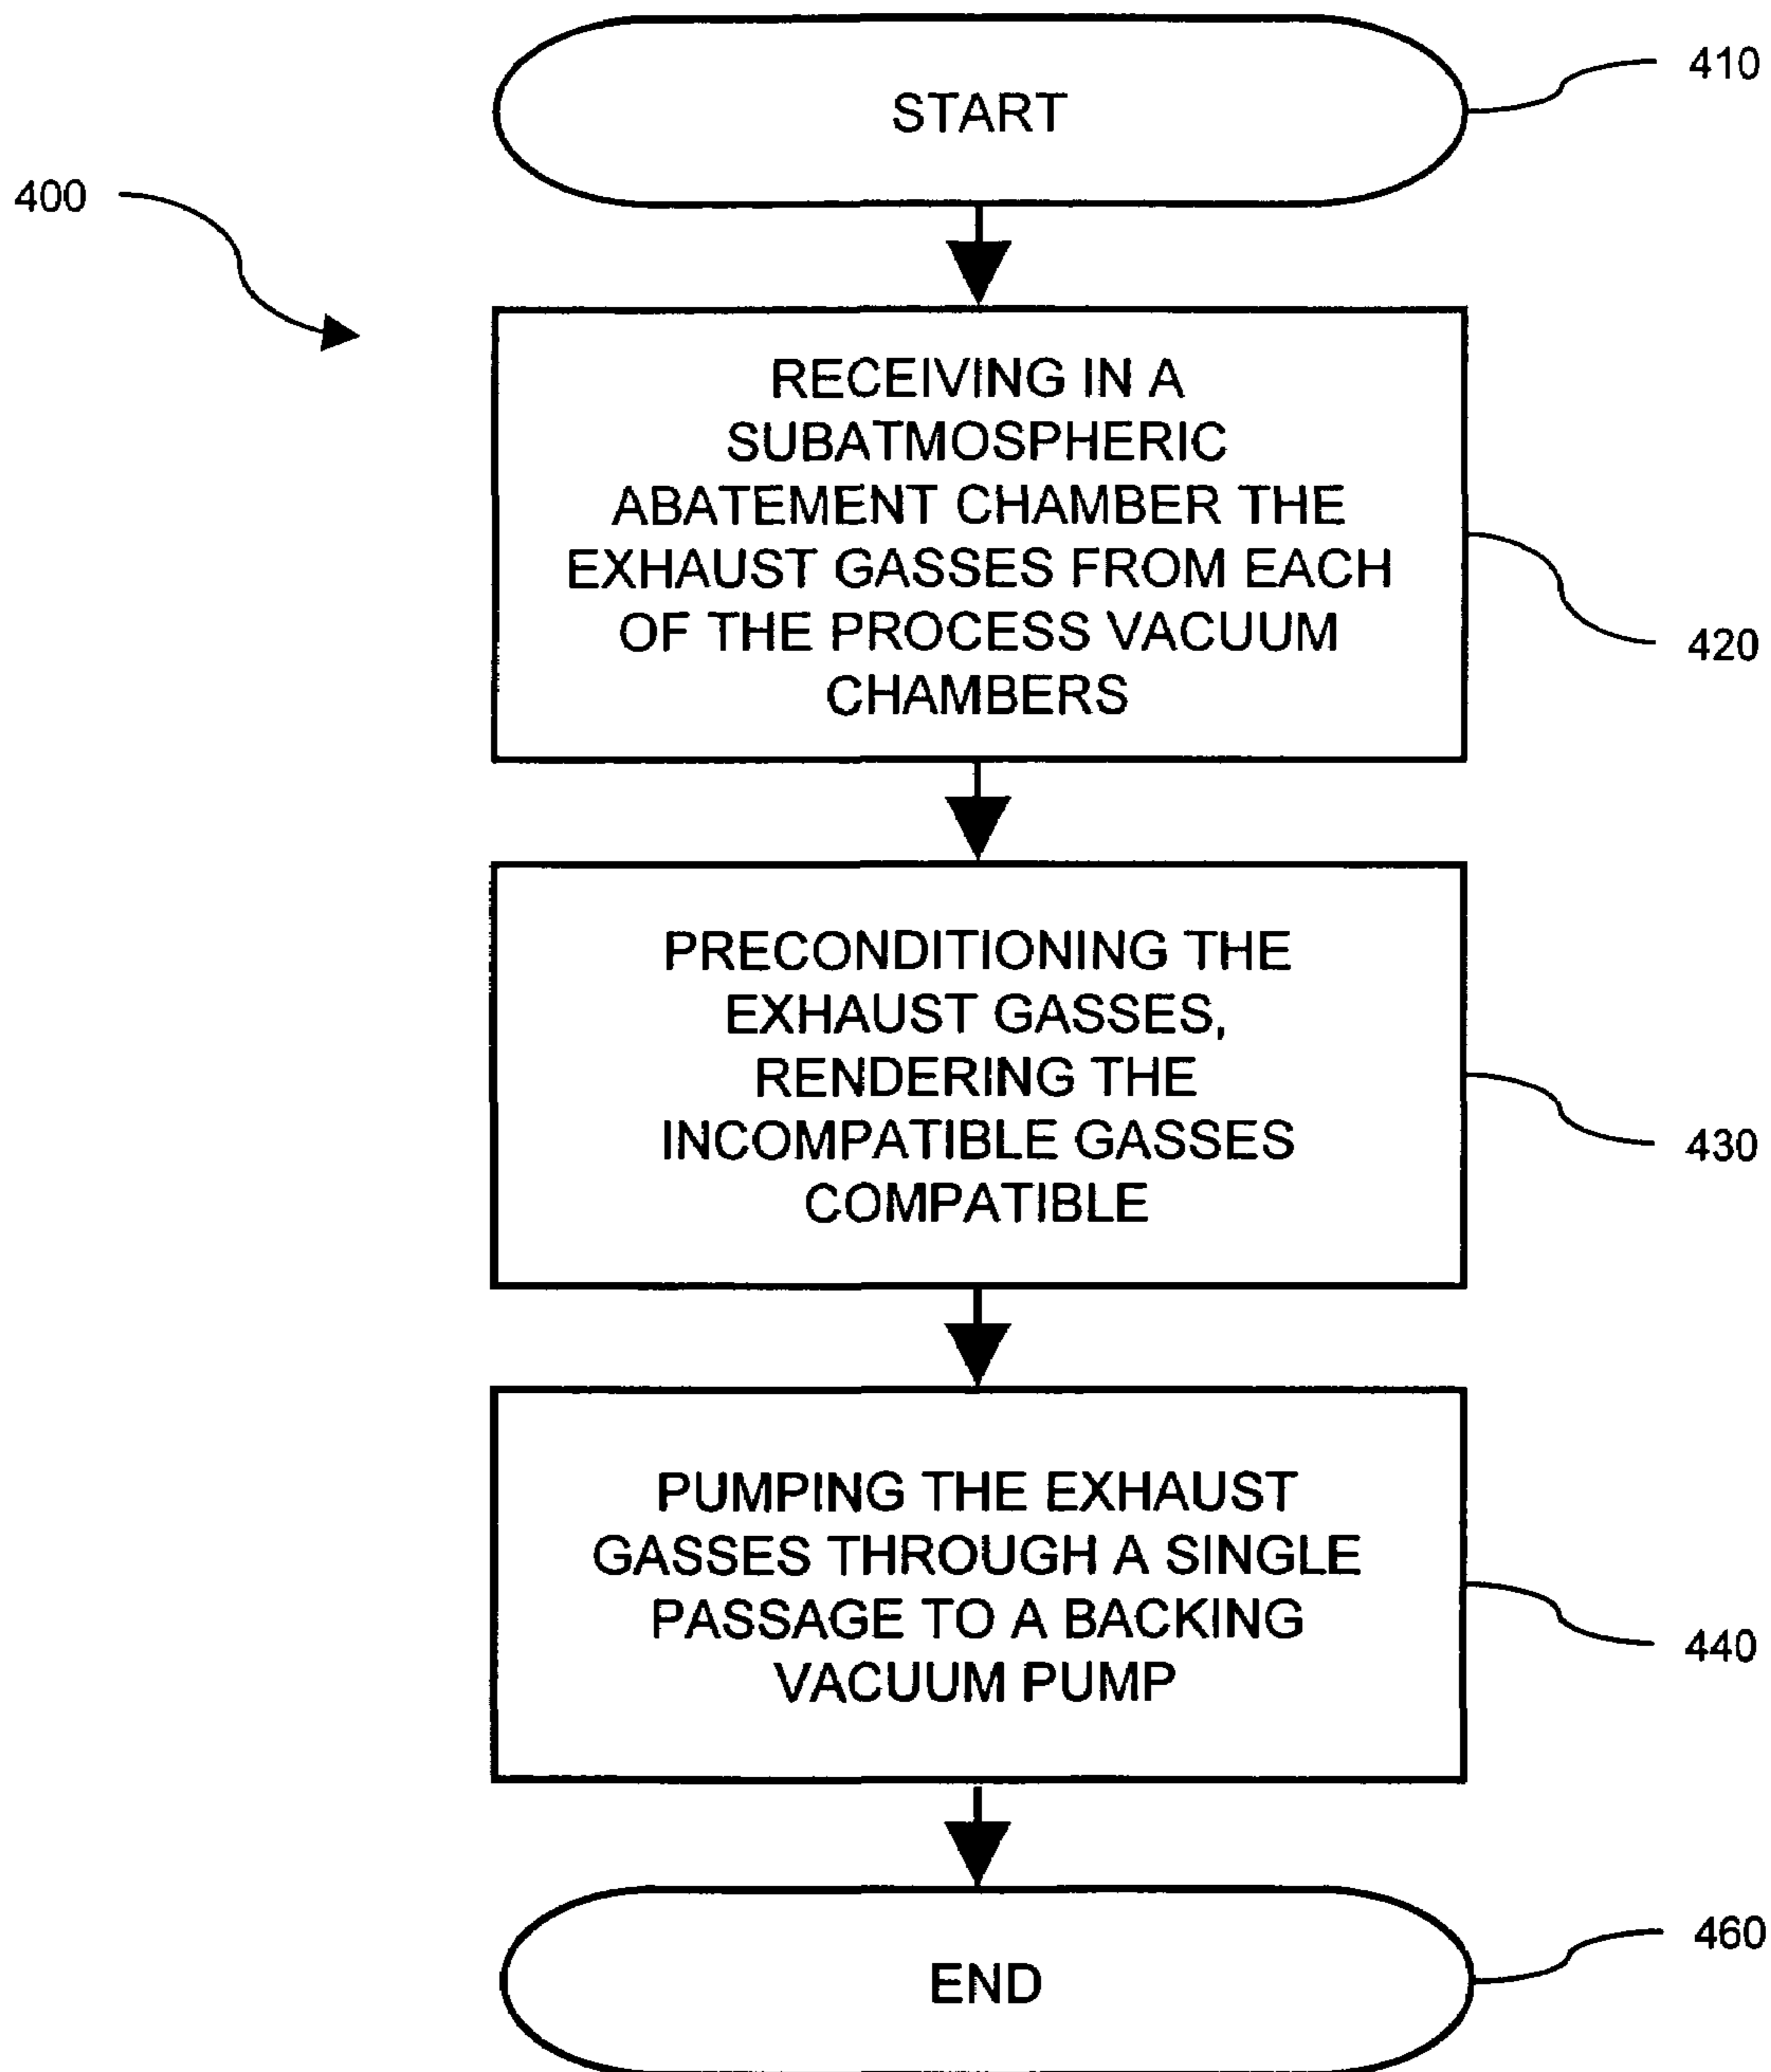 START
410
400
RECEIVING IN A
SUBATMOSPHERIC
ABATEMENT CHAMBER THE
EXHAUST GASSES FROM EACH
OF THE PROCESS VACUUM
CHAMBERS
420
PRECONDITIONING THE
EXHAUST GASSES,
RENDERING THE
INCOMPATIBLE GASSES
COMPATIBLE
430
PUMPING THE EXHAUST
GASSES THROUGH A SINGLE
PASSAGE TO A BACKING
VACUUM PUMP
440
END
460